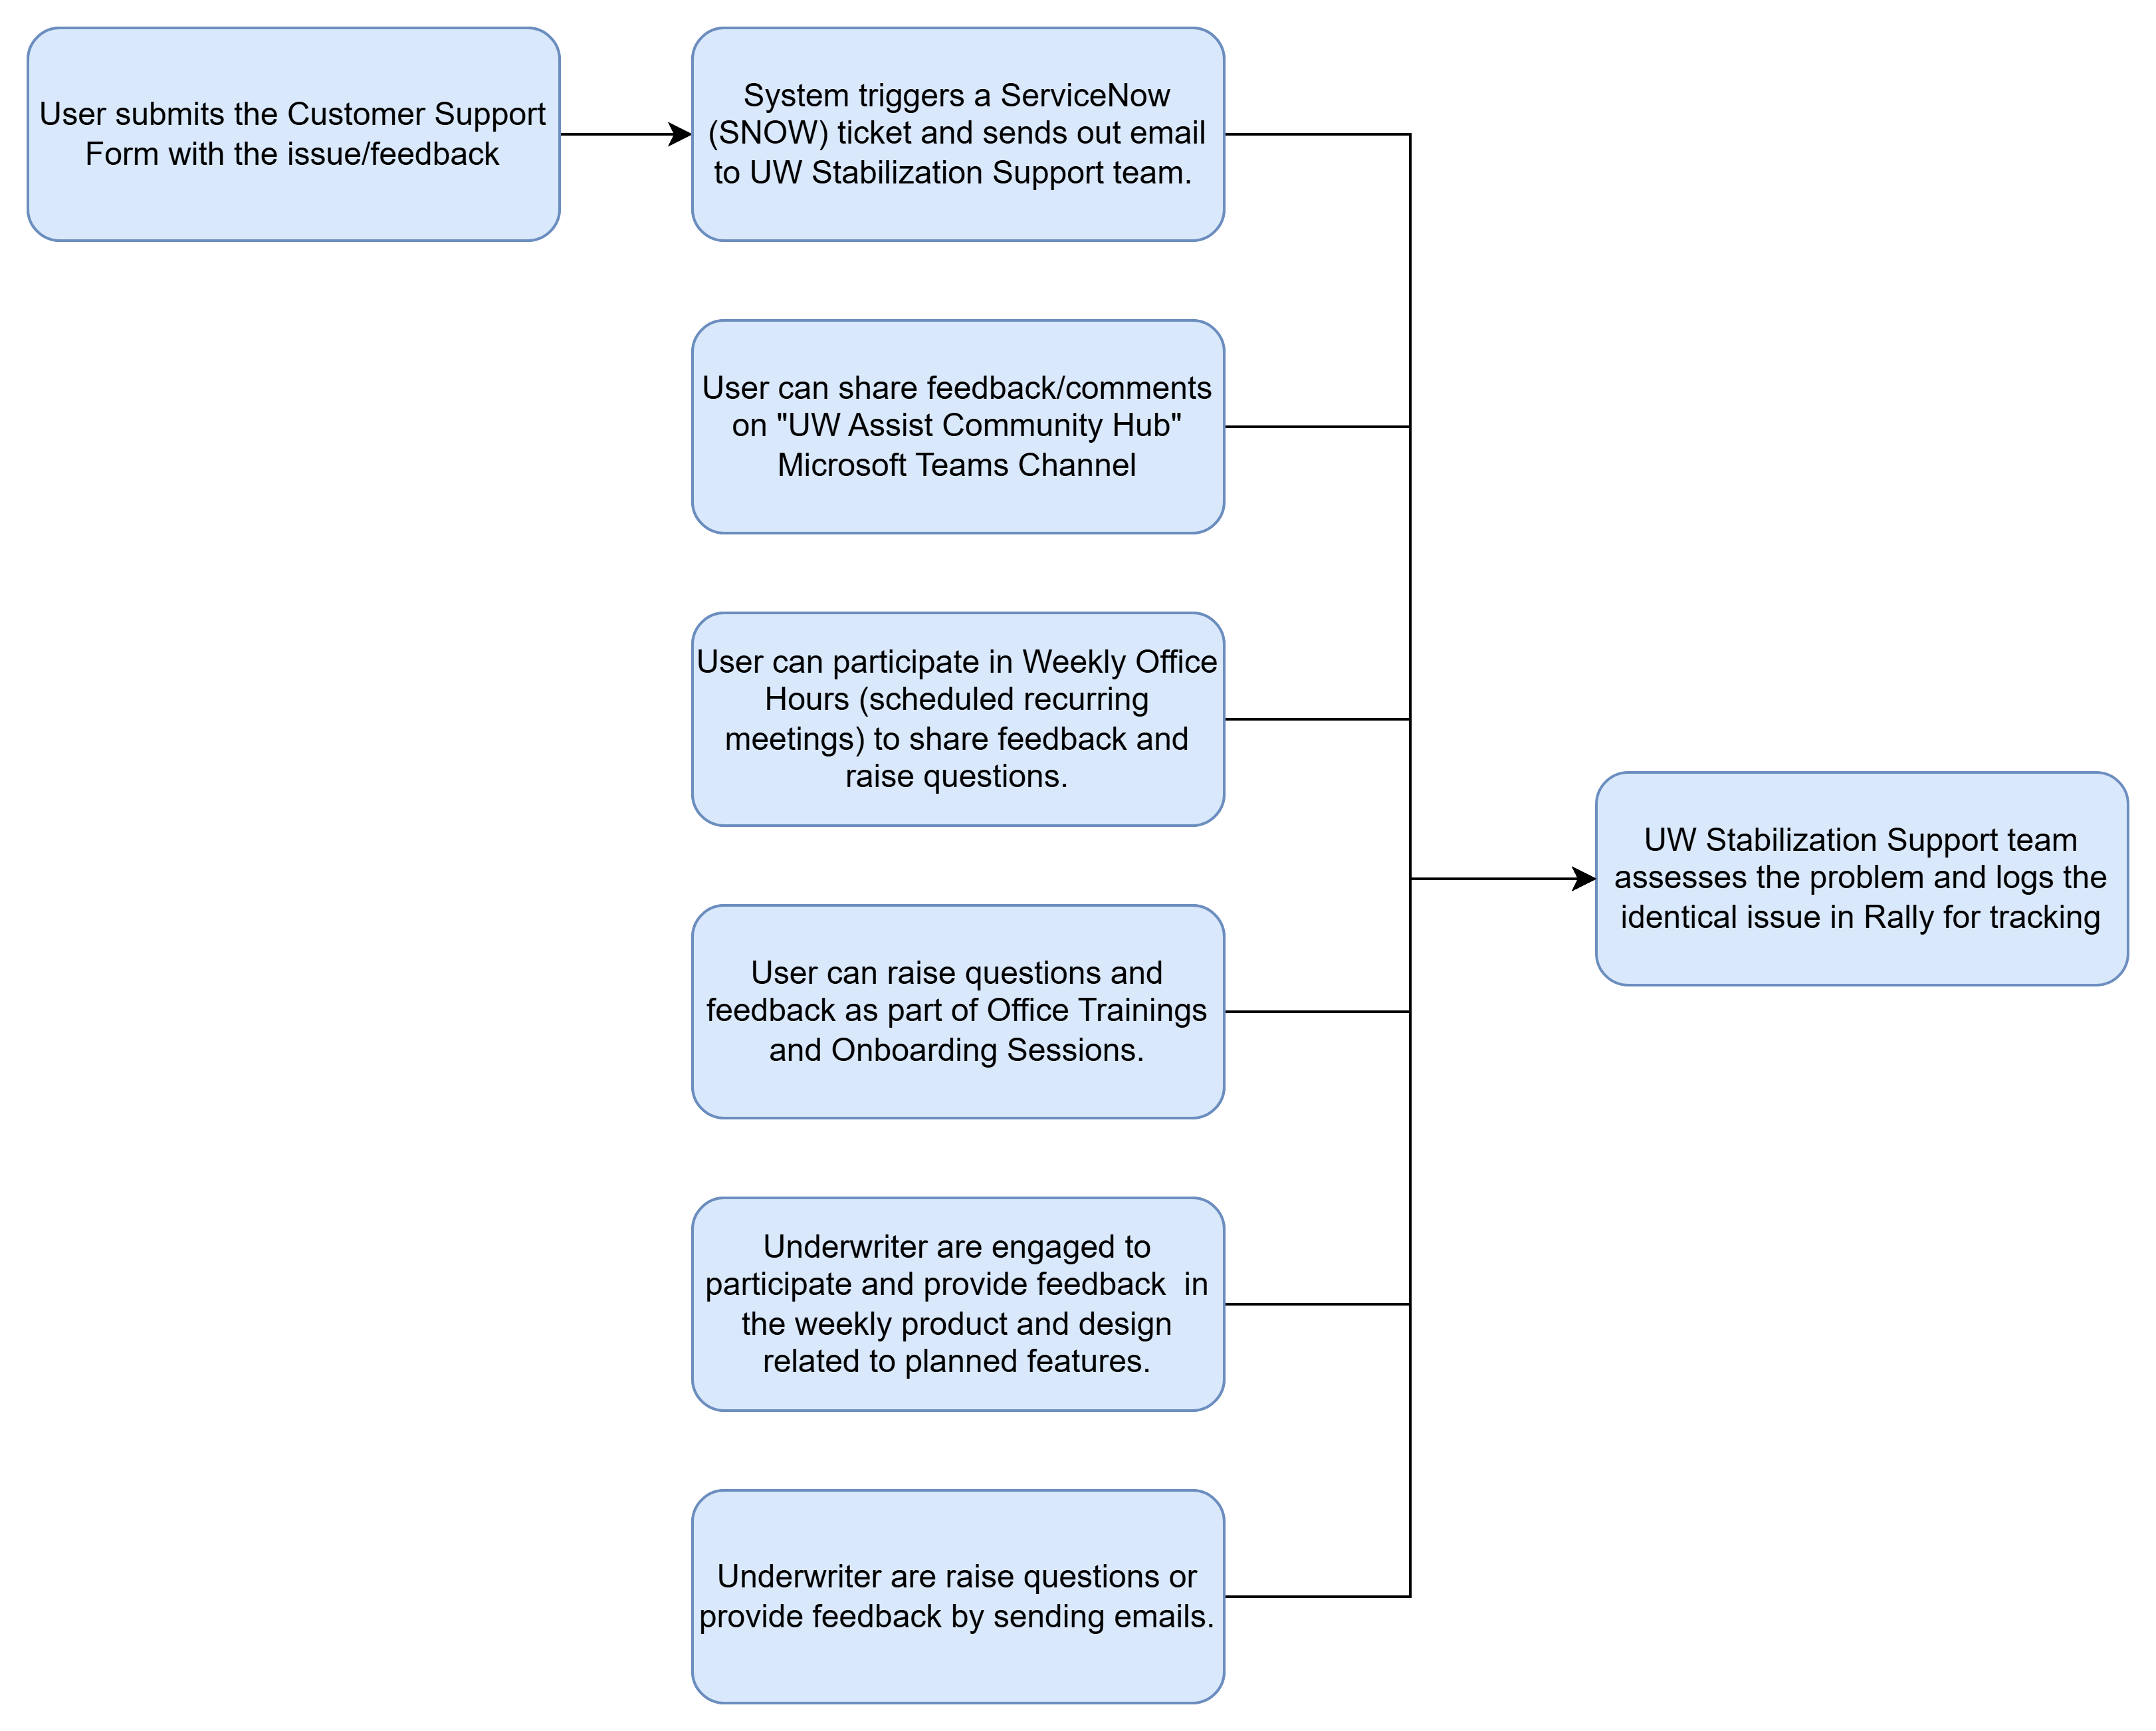 User submits the Customer Support
Form with the issue/feedback
System triggers a ServiceNow
(SNOW) ticket and sends out email
to UW Stabilization Support team.
User can share feedback/comments
on "UW Assist Community Hub"
Microsoft Teams Channel
User can participate in Weekly Office
Hours (scheduled recurring
meetings) to share feedback and
raise questions.
User can raise questions and
feedback as part of Office Trainings
and Onboarding Sessions.
Underwriter are engaged to
participate and provide feedback  in
the weekly product and design
related to planned features.
Underwriter are raise questions or
provide feedback by sending emails.
UW Stabilization Support team
assesses the problem and logs the
identical issue in Rally for tracking